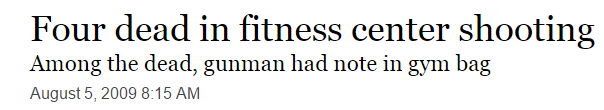 Four dead in fitness center shooting
Among the dead, gunman had note in gym bag
August 5, 2009 8:15 AM